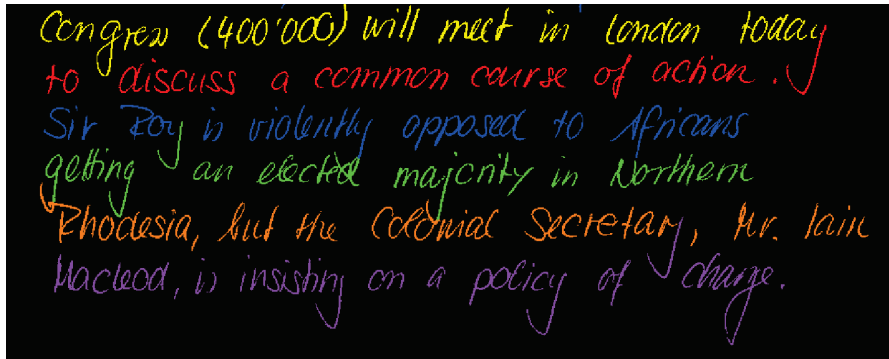 Congress (400'000) will meet in London today
to discuss a common course of action.
Sir Roy is violently opposed to Africans
getting an elected majority in Northern
Rhodesia, but the Colonial Secretary, Mr. Iain
Macleod, is insisting on a policy of change.